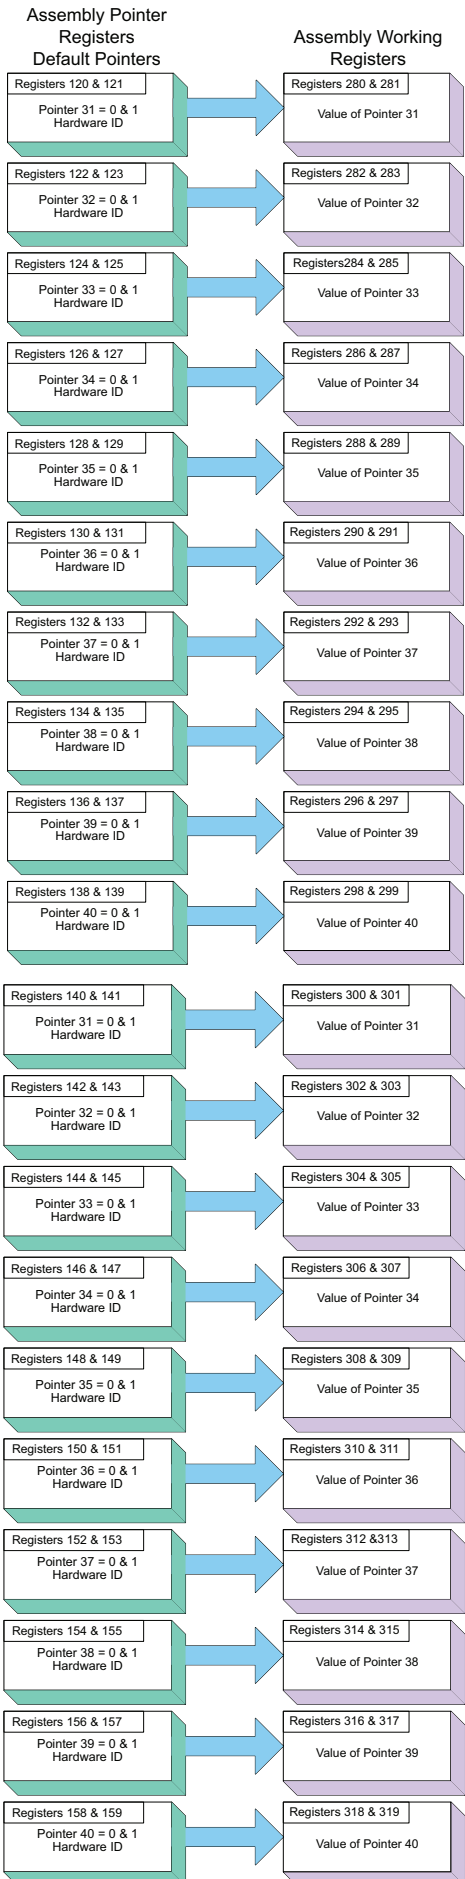 Assembly Pointer
Registers
Default Pointers
Assembly Working
Registers
Registers 120 & 121
Pointer 31 = 0 & 1
Hardware ID
Registers 280 & 281
Value of Pointer 31
Registers 122 & 123
Pointer 32 = 0 & 1
Hardware ID
Registers 282 & 283
Value of Pointer 32
Registers 124 & 125
Pointer 33 = 0 & 1
Hardware ID
Registers284 & 285
Value of Pointer 33
Registers 126 & 127
Pointer 34 = 0 & 1
Hardware ID
Registers 286 & 287
Value of Pointer 34
Registers 128 & 129
Pointer 35 = 0 & 1
Hardware ID
Registers 288 & 289
Value of Pointer 35
Registers 130 & 131
Pointer 36 = 0 & 1
Hardware ID
Registers 290 & 291
Value of Pointer 36
Registers 132 & 133
Pointer 37 = 0 & 1
Hardware ID
Registers 292 & 293
Value of Pointer 37
Registers 134 & 135
Pointer 38 = 0 & 1
Hardware ID
Registers 294 & 295
Value of Pointer 38
Registers 136 & 137
Pointer 39 = 0 & 1
Hardware ID
Registers 296 & 297
Value of Pointer 39
Registers 138 & 139
Pointer 40 = 0 & 1
Hardware ID
Registers 298 & 299
Value of Pointer 40
Registers 140 & 141
Pointer 31 = 0 & 1
Hardware ID
Registers 300 & 301
Value of Pointer 31
Registers 142 & 143
Pointer 32 = 0 & 1
Hardware ID
Registers 302 & 303
Value of Pointer 32
Registers 144 & 145
Pointer 33 = 0 & 1
Hardware ID
Registers 304 & 305
Value of Pointer 33
Registers 146 & 147
Pointer 34 = 0 & 1
Hardware ID
Registers 306 & 307
Value of Pointer 34
Registers 148 & 149
Pointer 35 = 0 & 1
Hardware ID
Registers 308 & 309
Value of Pointer 35
Registers 150 & 151
Pointer 36 = 0 & 1
Hardware ID
Registers 310 & 311
Value of Pointer 36
Registers 152 & 153
Pointer 37 = 0 & 1
Hardware ID
Registers 312 &313
Value of Pointer 37
Registers 154 & 155
Pointer 38 = 0 & 1
Hardware ID
Registers 314 & 315
Value of Pointer 38
Registers 156 & 157
Pointer 39 = 0 & 1
Hardware ID
Registers 316 & 317
Value of Pointer 39
Registers 158 & 159
Pointer 40 = 0 & 1
Hardware ID
Registers 318 & 319
Value of Pointer 40